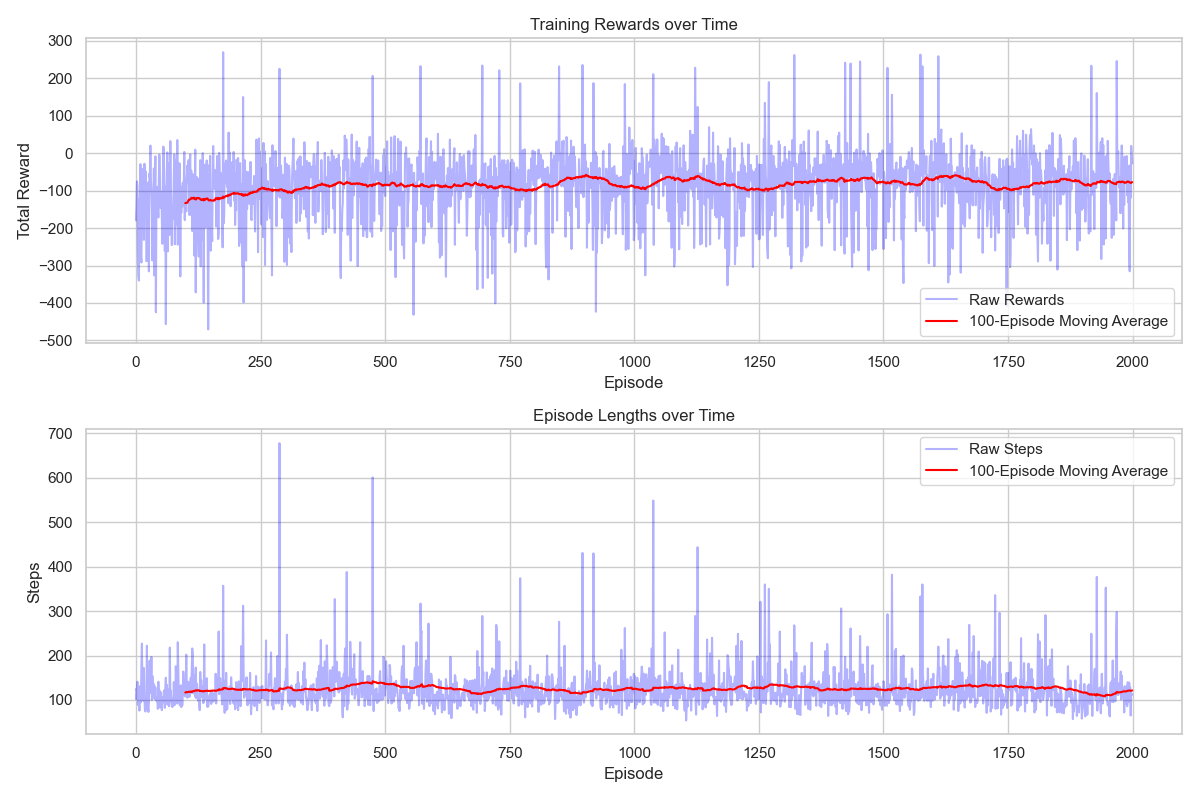 Training Rewards over Time
300
200
100
0
−100
−200
−300
−400
−500
Total Reward
Raw Rewards
100-Episode Moving Average
0 250 500 750 1000 1250 1500 1750 2000
Episode
Episode Lengths over Time
700
600
500
400
300
200
100
Steps
Raw Steps
100-Episode Moving Average
0 250 500 750 1000 1250 1500 1750 2000
Episode